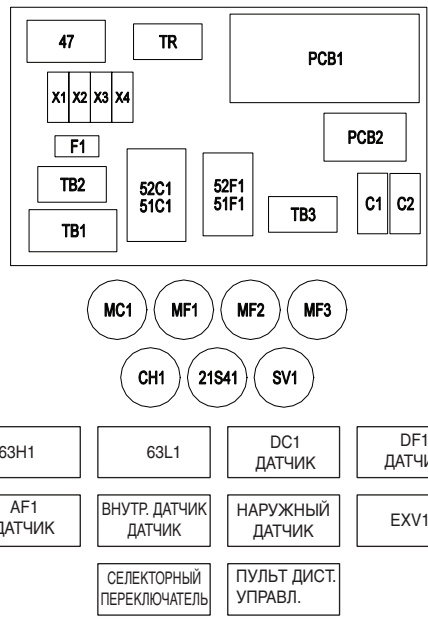 47
TR
PCB1
X1 X2 X3 X4
PCB2
F1
TB2
52C1
51C1
52F1
51F1
C1 C2
TB3
TB1
MC1 MF1 MF2 MF3
CH1 21S41 SV1
63H1
63L1
DC1
ДАТЧИК
DF1
AF1
ДАТЧИК
ВНУТР. ДАТЧИК
ДАТЧИК
НАРУЖНЫЙ
ДАТЧИК
EXV1
СЕЛЕКТОРНЫЙ
ПЕРЕКЛЮЧАТЕЛЬ
ПУЛЬТ ДИСТ.
УПРАВЛ.